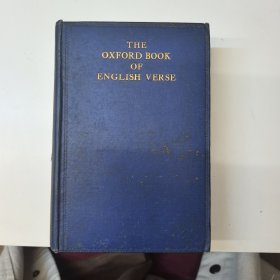 THE
OXFORD BOOK
OF
ENGLISH VERSE